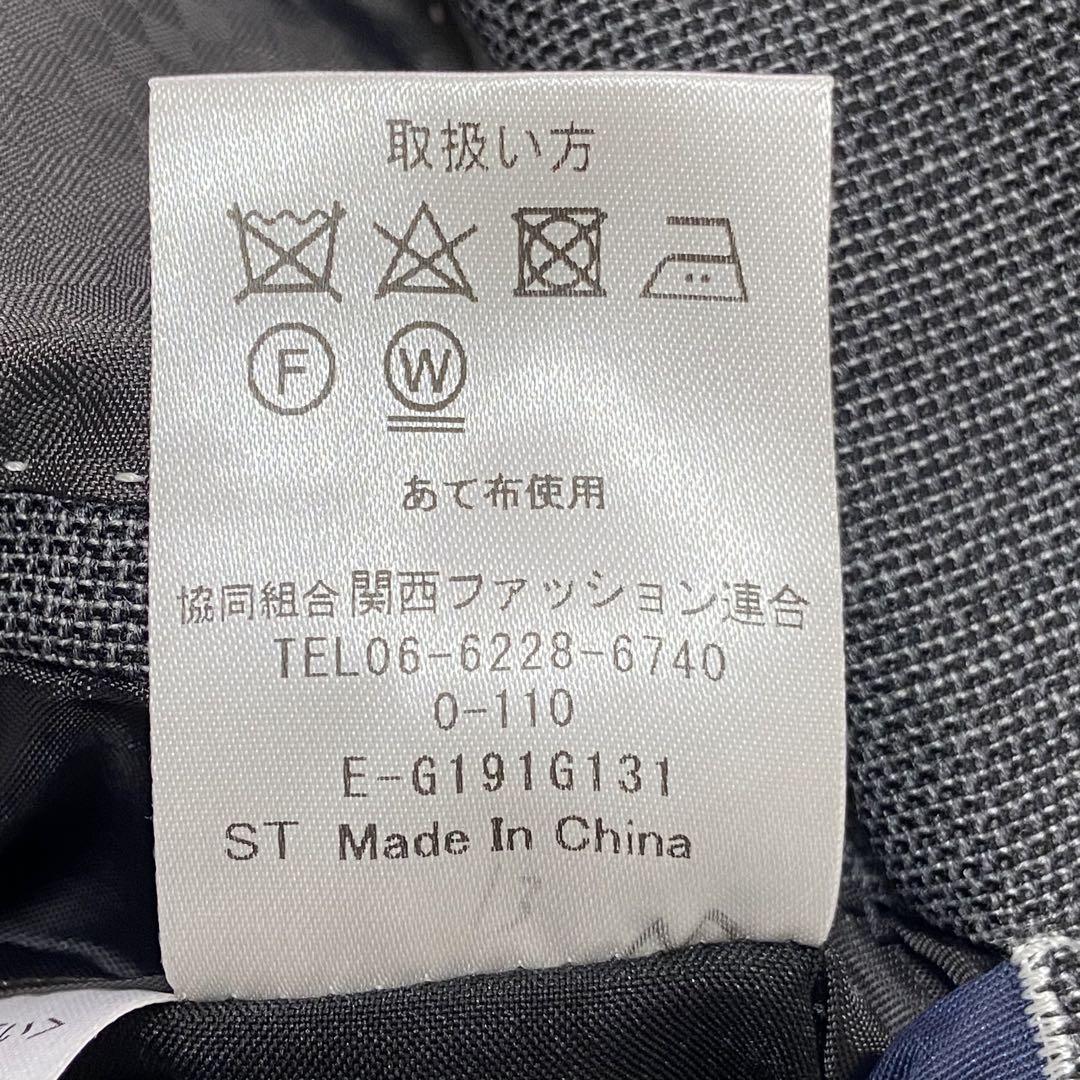 取扱い方
F W
あて布使用
協同組合関西ファッション連合
TEL06-6228-6740
0-110
E-G191G131
ST Made In China